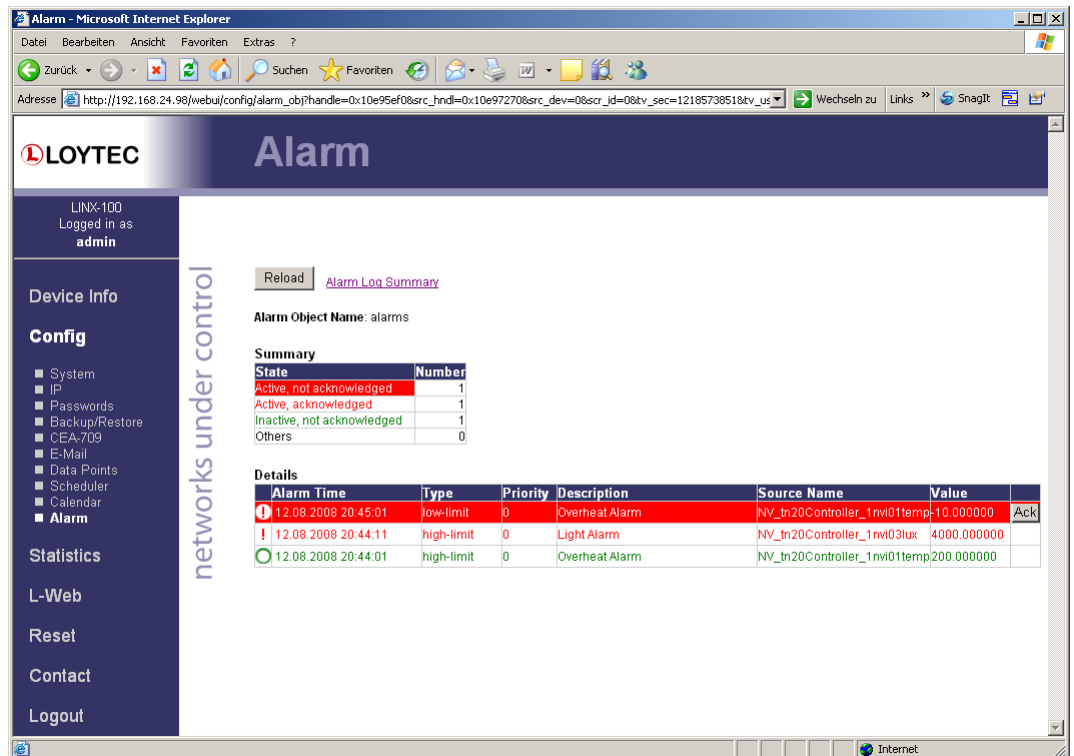 Alarm - Microsoft Internet Explorer
Datei Bearbeiten Ansicht Favoriten Extras ?
Zurück Suchen Favoriten
Adresse http://192.168.24.98/webui/config/alarm_obj?handle=0x10e95ef0&src_hndl=0x10e97270&src_dev=0&scr_id=0&tv_sec=1218573851&tv_us Wechseln zu Links » SnagIt
LOYTEC
Alarm
LINX-100
Logged in as
admin
Device Info
Config
System
IP
Passwords
Backup/Restore
CEA-709
E-Mail
Data Points
Scheduler
Calendar
Alarm
Statistics
L-Web
Reset
Contact
Logout
networks under control
Reload Alarm Log Summary
Alarm Object Name: alarms
Summary
State Number
Active, not acknowledged 1
Active, acknowledged 1
Inactive, not acknowledged 1
Others 0
Details
Alarm Time Type Priority Description Source Name Value
12.08.2008 20:45:01 low-limit 0 Overheat Alarm NV_tn20Controller_1nvi01temp -10.000000 Ack
12.08.2008 20:44:11 high-limit 0 Light Alarm NV_tn20Controller_1nvi03lux 4000.000000
12.08.2008 20:44:01 high-limit 0 Overheat Alarm NV_tn20Controller_1nvi01temp 200.000000
Internet